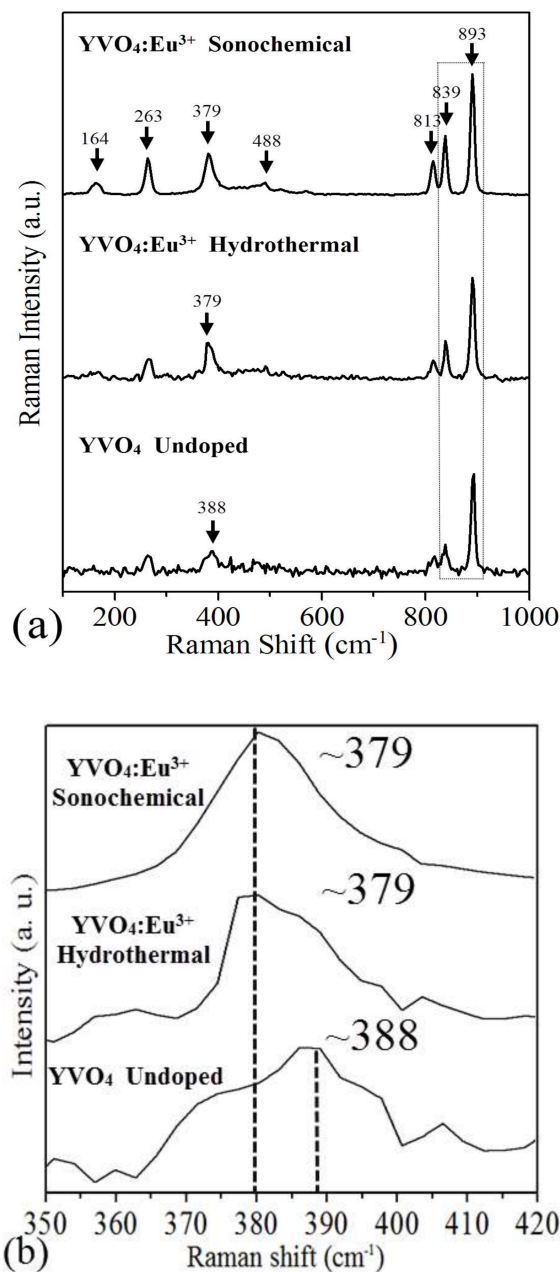 YVO₄:Eu³⁺ Sonochemical
893
839
813
164
263
379
488
YVO₄:Eu³⁺ Hydrothermal
379
YVO₄ Undoped
388
Raman Intensity (a.u.)
200
400
600
800
1000
(a)
Raman Shift (cm⁻¹)
YVO₄:Eu³⁺
Sonochemical
~379
YVO₄:Eu³⁺
Hydrothermal
~379
YVO₄ Undoped
~388
Intensity (a. u.)
350
360
370
380
390
400
410
420
(b)
Raman shift (cm⁻¹)